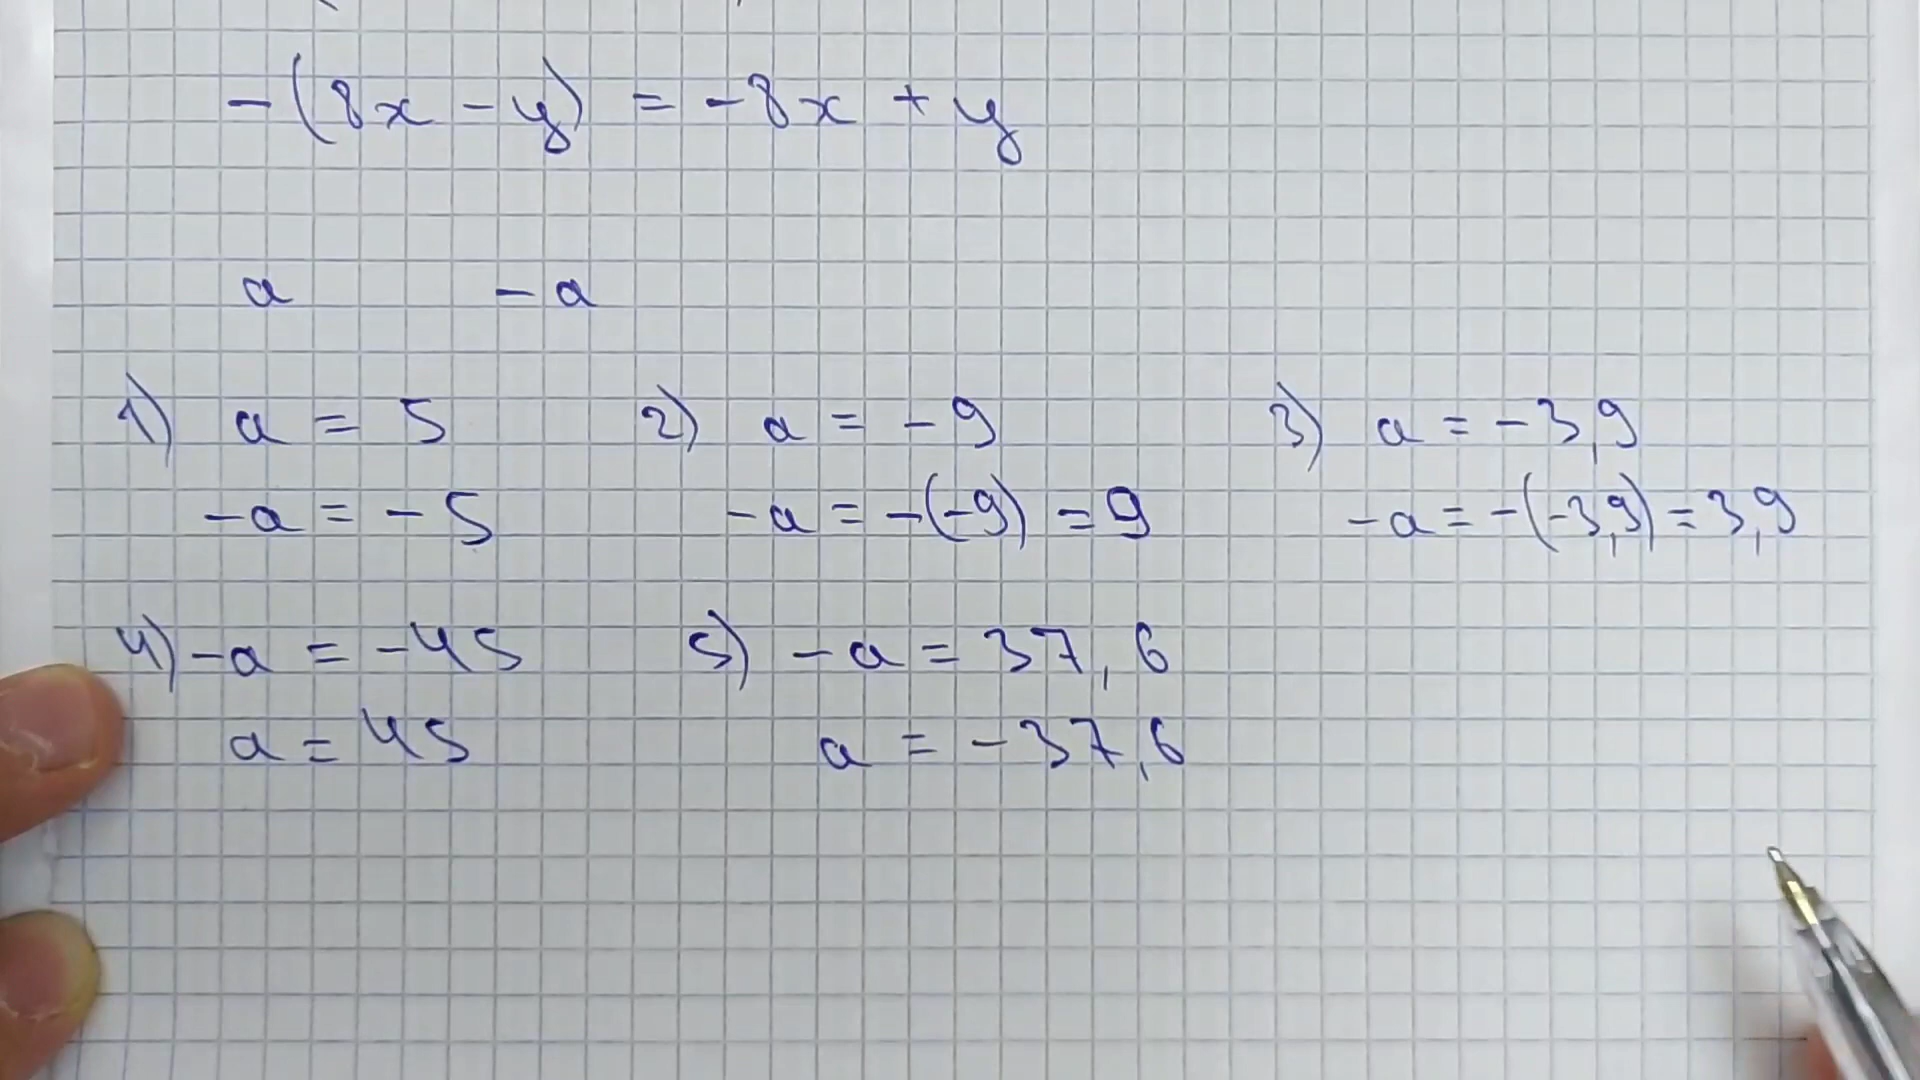 -(8x - y) = -8x + y
a -a
1) a = 5 2) a = -9 3) a = -3,9
-a = -5 -a = -(-9) = 9 -a = -(-3,9) = 3,9
4) -a = -45 5) -a = 37,6
a = 45 a = -37,6